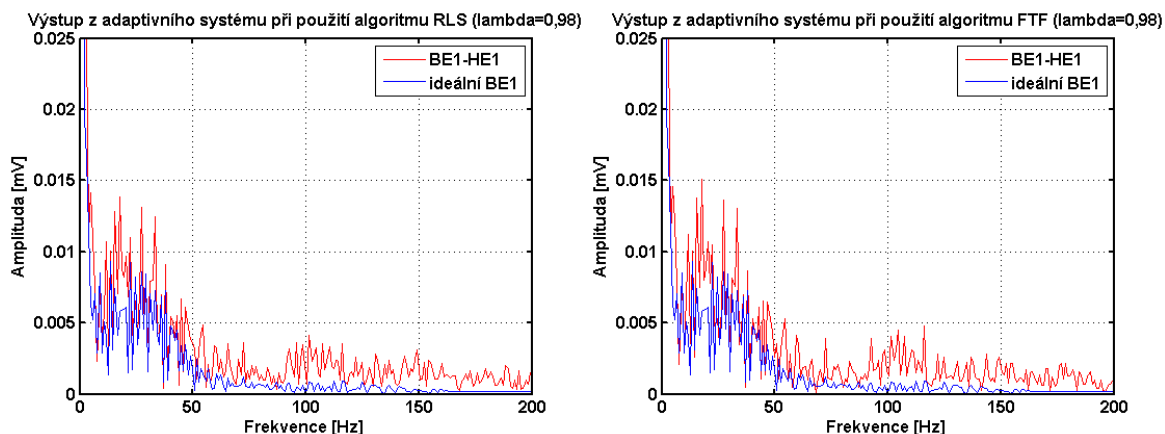 Výstup z adaptivního systému při použití algoritmu RLS (lambda=0,98)
0.025
0.02
0.015
0.01
0.005
0
Amplituda [mV]
BE1-HE1
ideální BE1
0
50
100
150
200
Frekvence [Hz]
Výstup z adaptivního systému při použití algoritmu FTF (lambda=0,98)
0.025
0.02
0.015
0.01
0.005
0
Amplituda [mV]
BE1-HE1
ideální BE1
0
50
100
150
200
Frekvence [Hz]